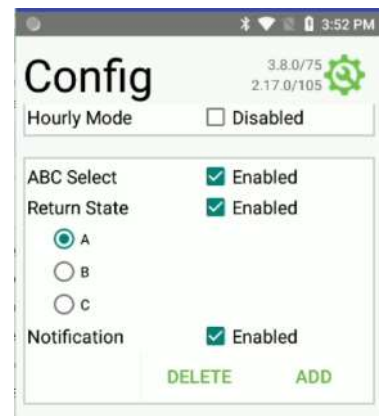 3:52 PM
Config
3.8.0/75
2.17.0/105
Hourly Mode Disabled
ABC Select Enabled
Return State Enabled
A
B
C
Notification Enabled
DELETE ADD